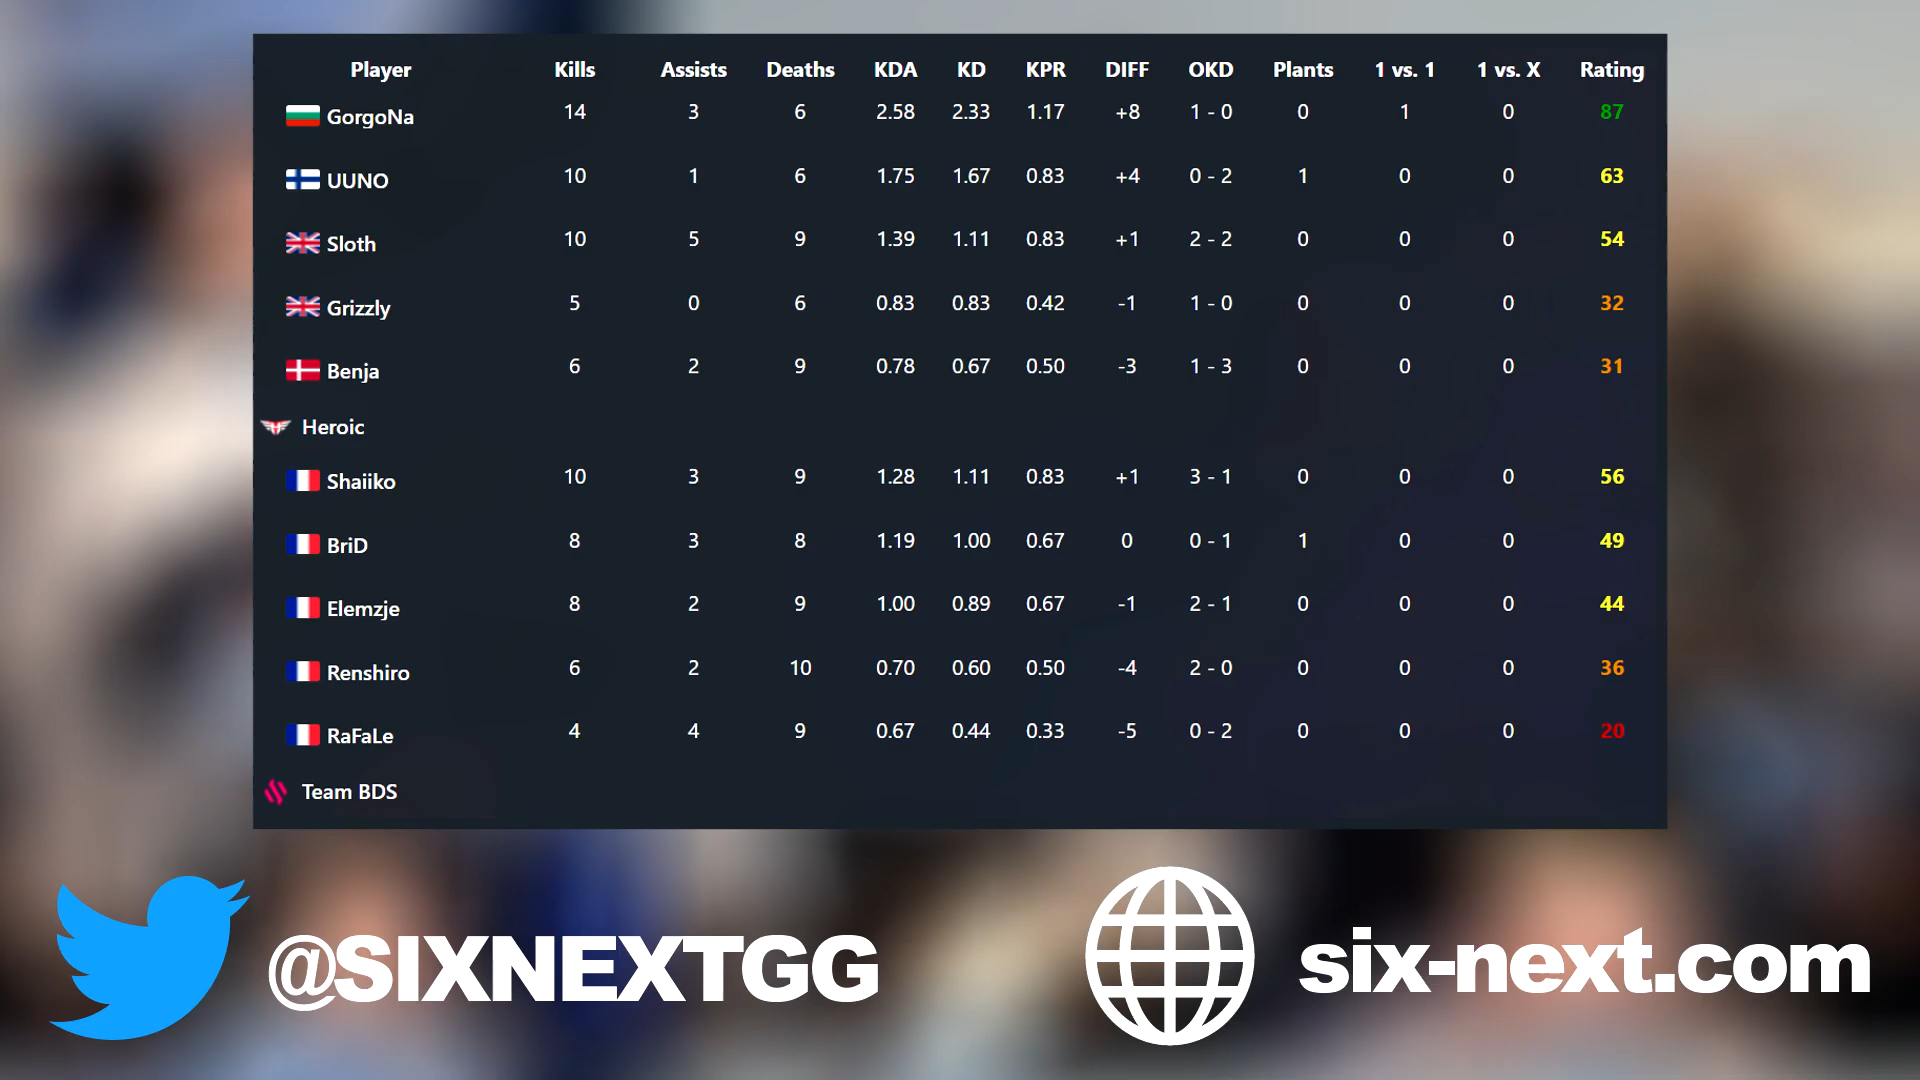 Player Kills Assists Deaths KDA KD KPR DIFF OKD Plants 1 vs. 1 1 vs. X Rating
GorgoNa 14 3 6 2.58 2.33 1.17 +8 1 - 0 0 1 0 87
UUNO 10 1 6 1.75 1.67 0.83 +4 0 - 2 1 0 0 63
Sloth 10 5 9 1.39 1.11 0.83 +1 2 - 2 0 0 0 54
Grizzly 5 0 6 0.83 0.83 0.42 -1 1 - 0 0 0 0 32
Benja 6 2 9 0.78 0.67 0.50 -3 1 - 3 0 0 0 31
Heroic
Shaiiko 10 3 9 1.28 1.11 0.83 +1 3 - 1 0 0 0 56
BriD 8 3 8 1.19 1.00 0.67 0 0 - 1 1 0 0 49
Elemzje 8 2 9 1.00 0.89 0.67 -1 2 - 1 0 0 0 44
Renshiro 6 2 10 0.70 0.60 0.50 -4 2 - 0 0 0 0 36
RaFaLe 4 4 9 0.67 0.44 0.33 -5 0 - 2 0 0 0 20
Team BDS
@SIXNEXTGG
six-next.com